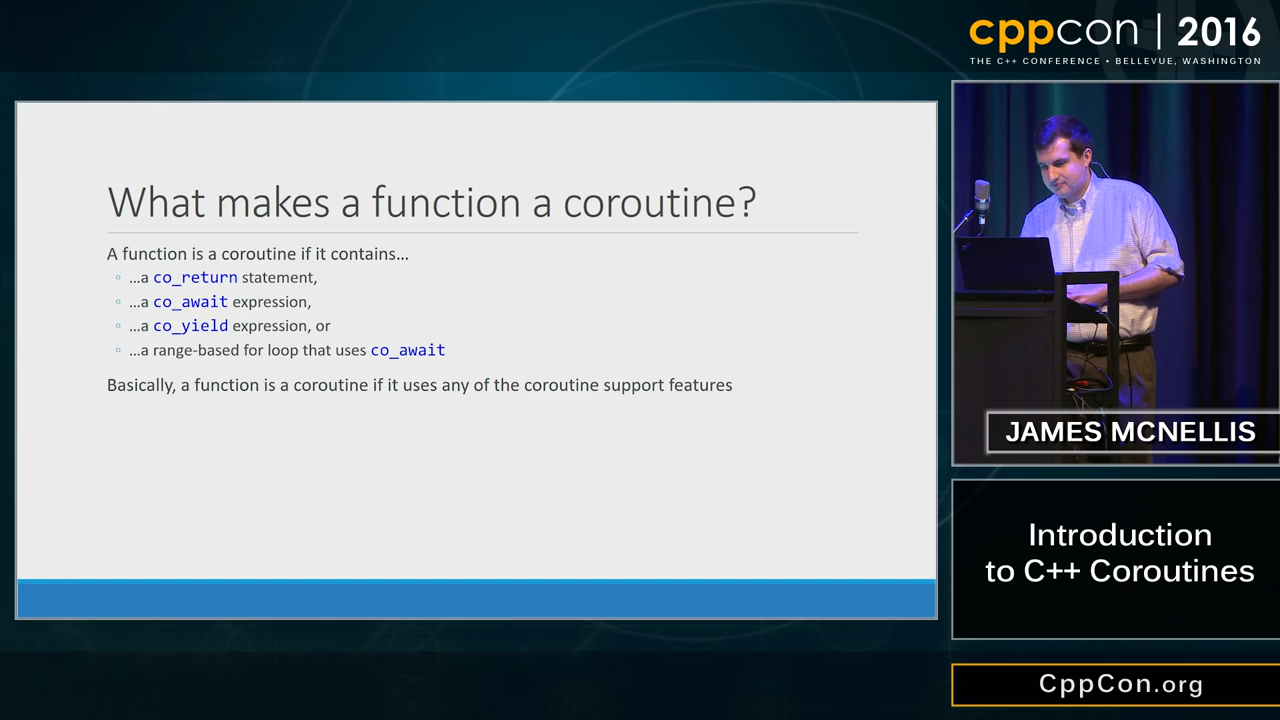 cppcon | 2016
THE C++ CONFERENCE • BELLEVUE, WASHINGTON
What makes a function a coroutine?
A function is a coroutine if it contains…
◦ …a co_return statement,
◦ …a co_await expression,
◦ …a co_yield expression, or
◦ …a range-based for loop that uses co_await
Basically, a function is a coroutine if it uses any of the coroutine support features
JAMES MCNELLIS
Introduction
to C++ Coroutines
CppCon.org